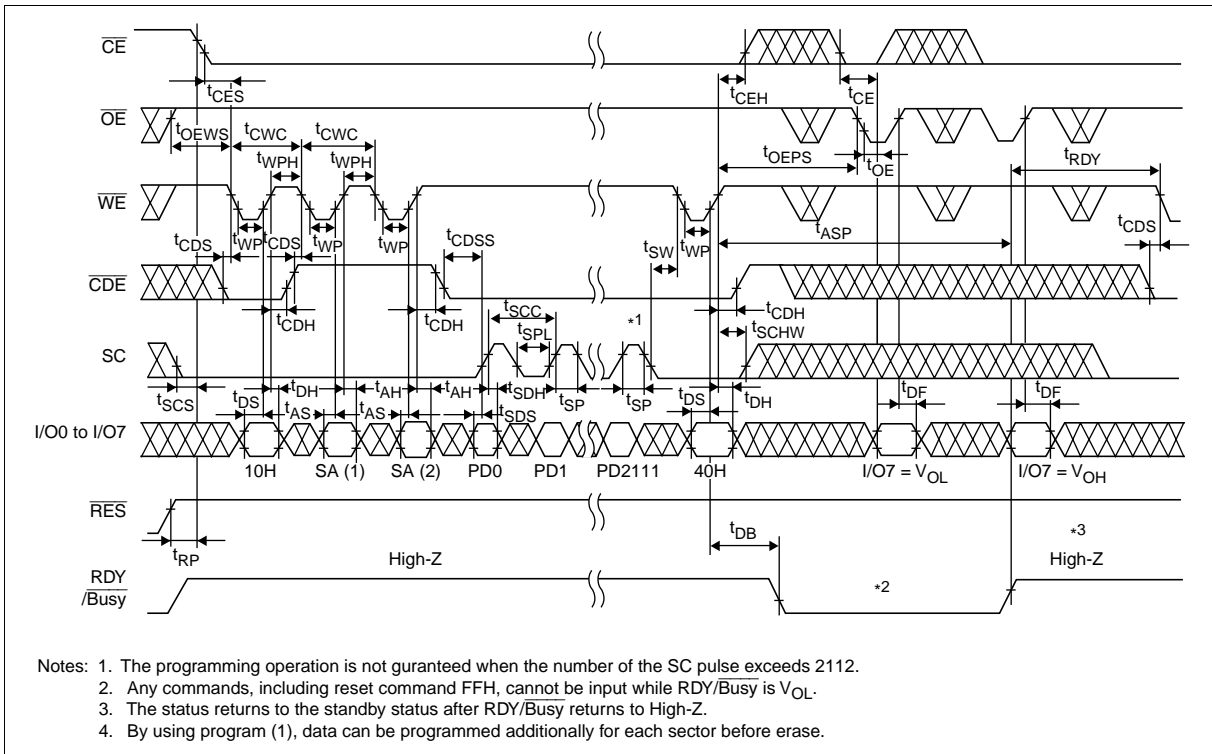 CE
tCES
tCEH
tCE
OE
tOEWS
tCWC
tCWC
tWPH
tWPH
tOEPS
tOE
tRDY
WE
tCDS
tWP
tCDS
tWP
tWP
tCDSS
tSW
tWP
tASP
tCDS
CDE
tCDH
tCDH
tSCC
tSPL
*1
tCDH
tSCHW
SC
tSCS
tDS
tDH
tAS
tAH
tAS
tAH
tSDH
tSDS
tSP
tSP
tDS
tDH
tDF
tDF
I/O0 to I/O7
10H SA (1) SA (2) PD0 PD1 PD2111 40H I/O7 = VOL I/O7 = VOH
RES
tRP
tDB
*3
High-Z
High-Z
RDY
/Busy
*2
Notes: 1. The programming operation is not guranteed when the number of the SC pulse exceeds 2112.
2. Any commands, including reset command FFH, cannot be input while RDY/Busy is VOL.
3. The status returns to the standby status after RDY/Busy returns to High-Z.
4. By using program (1), data can be programmed additionally for each sector before erase.